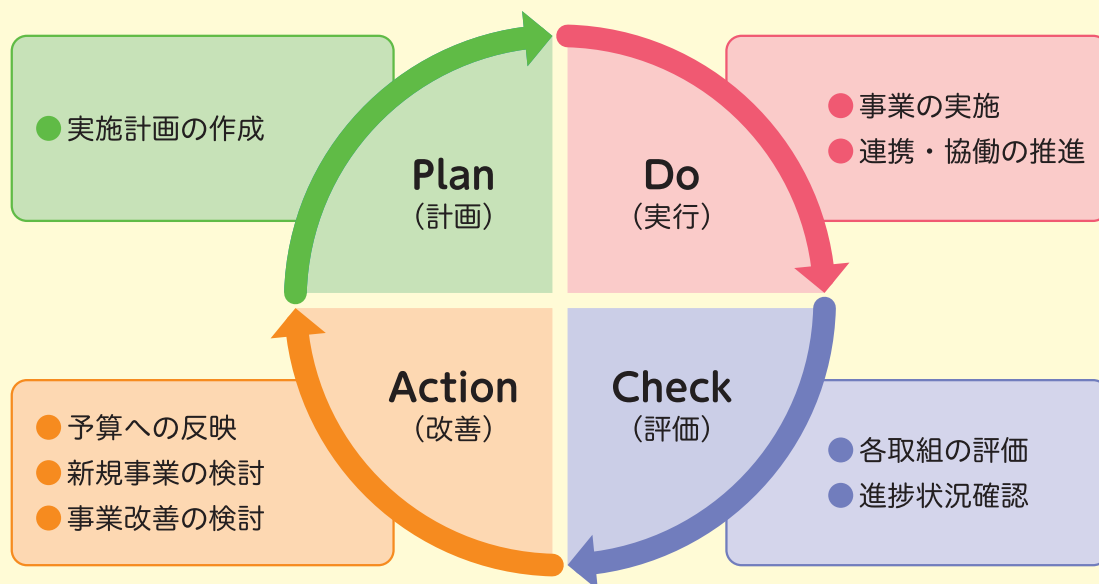 ●実施計画の作成
Plan
（計画）
Do
（実行）
●事業の実施
●連携・協働の推進
Action
（改善）
●予算への反映
●新規事業の検討
●事業改善の検討
Check
（評価）
●各取組の評価
●進捗状況確認